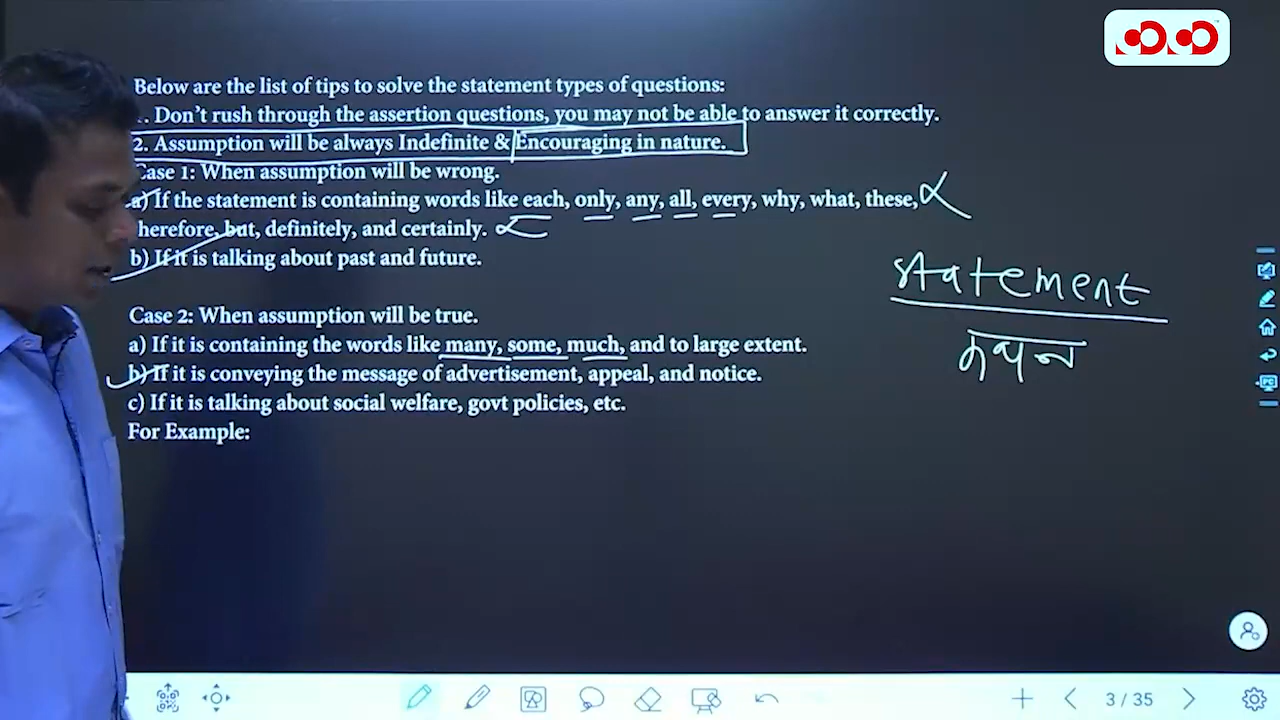 Below are the list of tips to solve the statement types of questions:
. Don't rush through the assertion questions, you may not be able to answer it correctly.
2. Assumption will be always Indefinite & Encouraging in nature.
Case 1: When assumption will be wrong.
a) If the statement is containing words like each, only, any, all, every, why, what, these,
herefore, but, definitely, and certainly.
b) If it is talking about past and future.
statement
कथन
Case 2: When assumption will be true.
a) If it is containing the words like many, some, much, and to large extent.
b) If it is conveying the message of advertisement, appeal, and notice.
c) If it is talking about social welfare, govt policies, etc.
For Example:
3 / 35